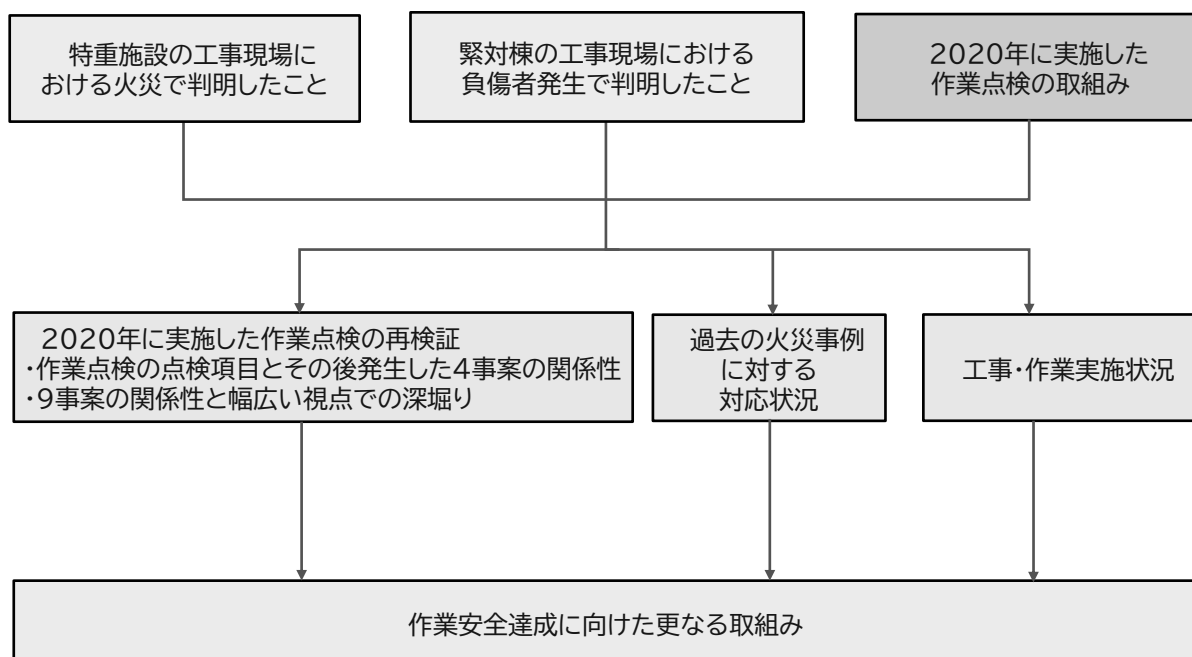 特重施設の工事現場に
おける火災で判明したこと
緊対棟の工事現場における
負傷者発生で判明したこと
2020年に実施した
作業点検の取組み
2020年に実施した作業点検の再検証
・作業点検の点検項目とその後発生した4事案の関係性
・9事案の関係性と幅広い視点での深堀り
過去の火災事例
に対する
対応状況
工事・作業実施状況
作業安全達成に向けた更なる取組み